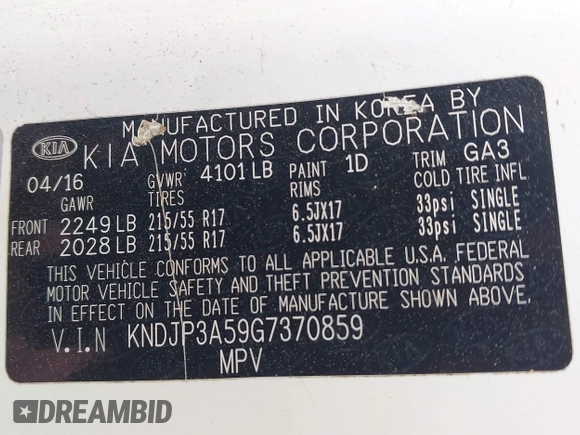 MANUFACTURED IN KOREA BY
KIA KIA MOTORS CORPORATION
04/16 GVWR 4101 LB PAINT 1D TRIM GA3
GAWR TIRES RIMS COLD TIRE INFL
FRONT 2249 LB 215/55 R17 6.5JX17 33psi SINGLE
REAR 2028 LB 215/55 R17 6.5JX17 33psi SINGLE
THIS VEHICLE CONFORMS TO ALL APPLICABLE U.S.A. FEDERAL
MOTOR VEHICLE SAFETY AND THEFT PREVENTION STANDARDS
IN EFFECT ON THE DATE OF MANUFACTURE SHOWN ABOVE.
V.I.N KNDJP3A59G7370859
MPV
DREAMBID